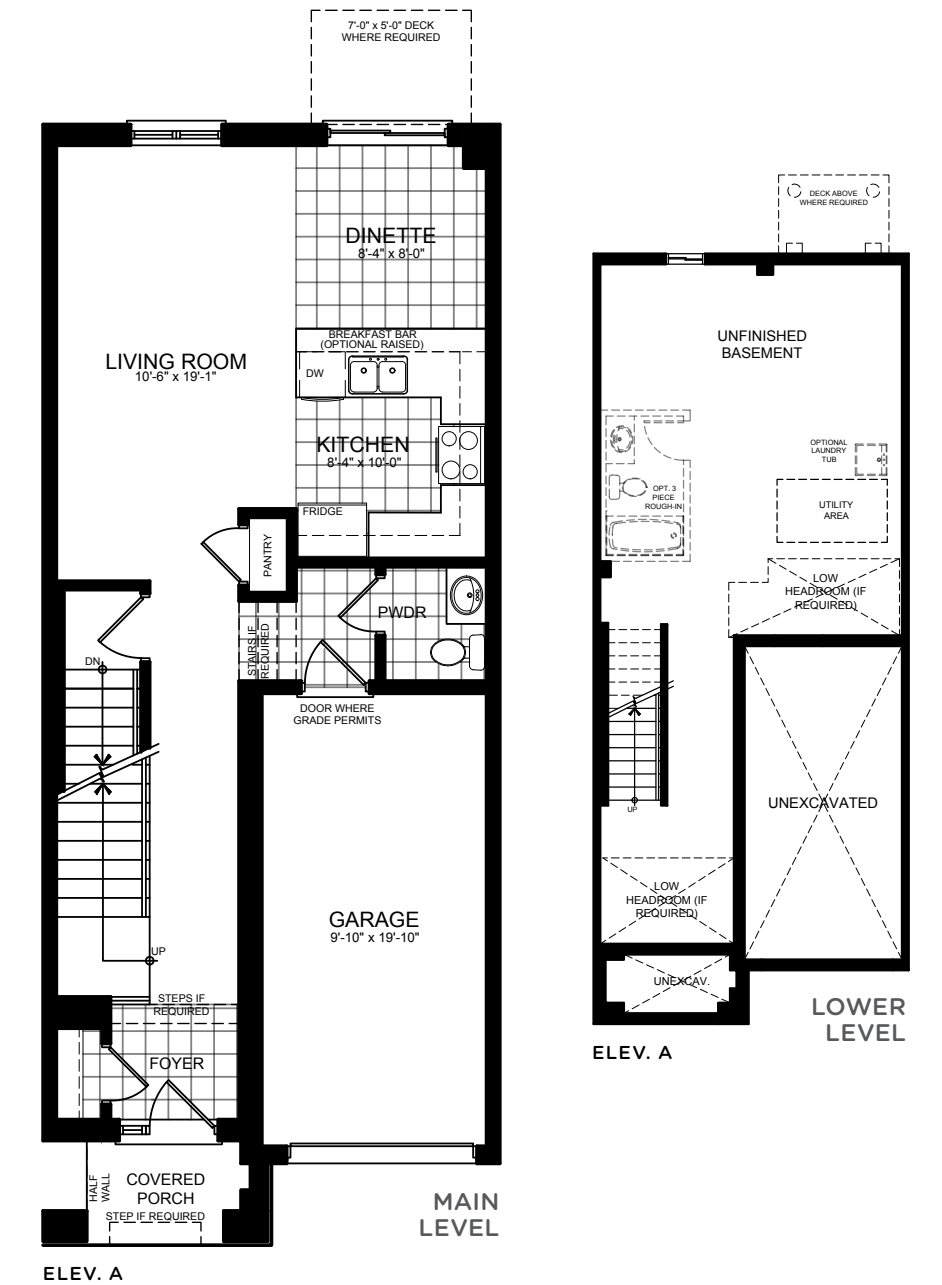 7'-0" x 5'-0" DECK
WHERE REQUIRED
DINETTE
8'-4" x 8'-0"
BREAKFAST BAR
(OPTIONAL RAISED)
LIVING ROOM
10'-6" x 19'-1"
DW
KITCHEN
8'-4" x 10'-0"
FRIDGE
PANTRY
PWDR
STAIRS IF
REQUIRED
DN
DOOR WHERE
GRADE PERMITS
GARAGE
9'-10" x 19'-10"
UP
STEPS IF
REQUIRED
FOYER
HALF
WALL
COVERED
PORCH
STEP IF REQUIRED
MAIN
LEVEL
ELEV. A
DECK ABOVE
WHERE REQUIRED
UNFINISHED
BASEMENT
OPTIONAL
LAUNDRY
TUB
OPT. 3
PIECE
ROUGH-IN
UTILITY
AREA
LOW
HEADROOM (IF
REQUIRED)
UNEXCAVATED
UP
LOW
HEADROOM (IF
REQUIRED)
UNEXCAV.
LOWER
LEVEL
ELEV. A